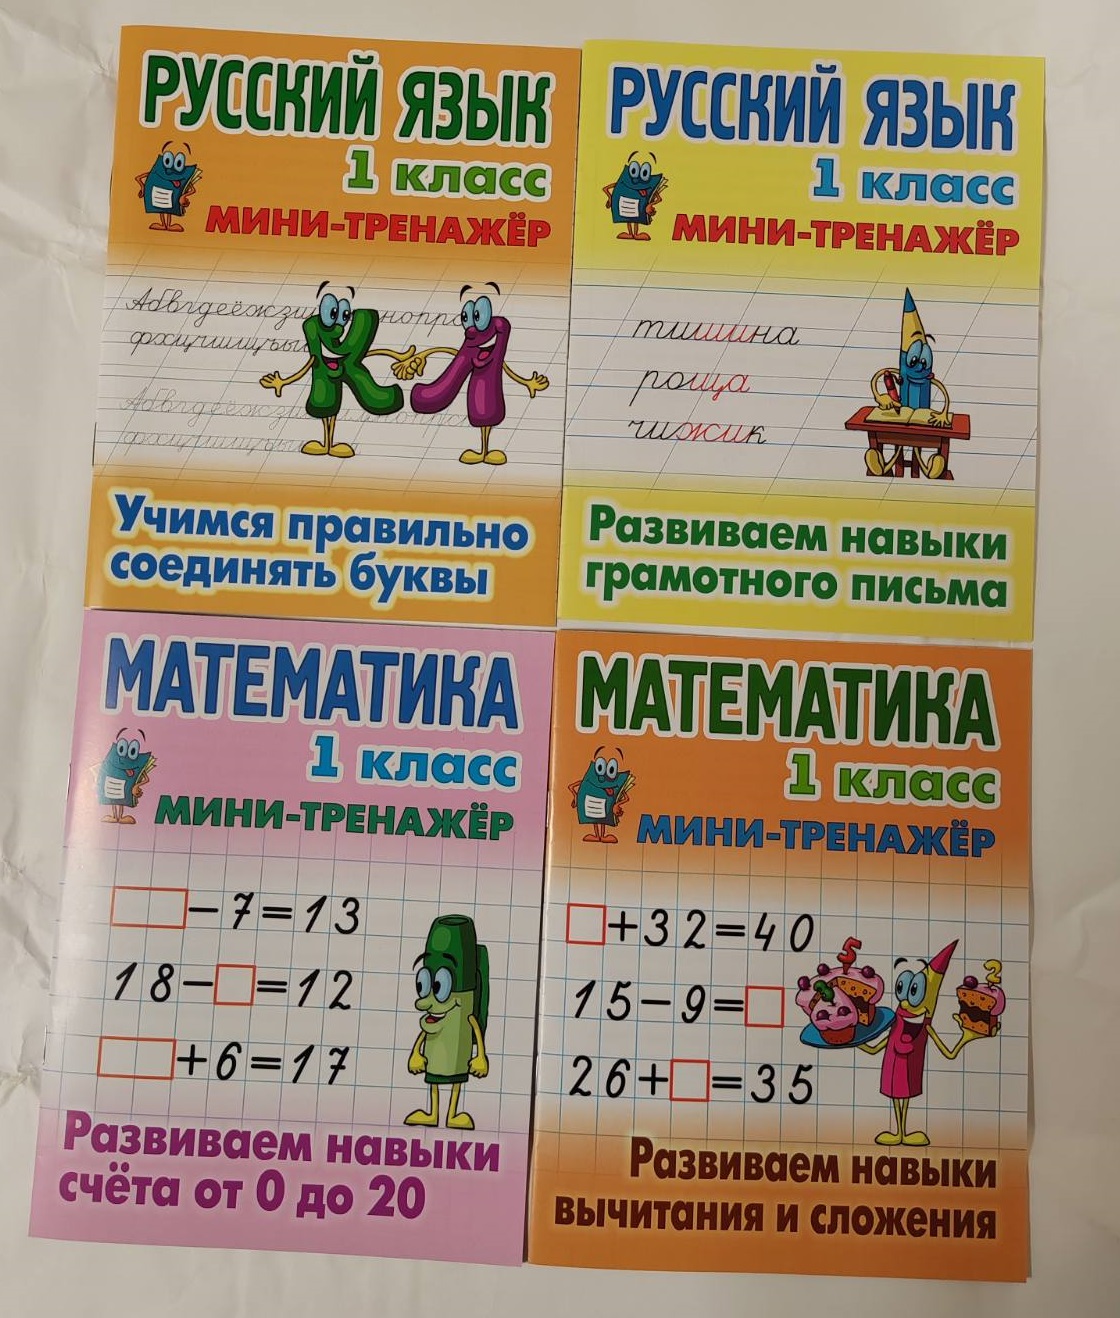 РУССКИЙ ЯЗЫК
1 класс
МИНИ-ТРЕНАЖЁР
Учимся правильно
соединять буквы
РУССКИЙ ЯЗЫК
1 класс
МИНИ-ТРЕНАЖЁР
тишина
роща
чижик
Развиваем навыки
грамотного письма
МАТЕМАТИКА
1 класс
МИНИ-ТРЕНАЖЁР
−7=13
18−=12
+6=17
Развиваем навыки
счёта от 0 до 20
МАТЕМАТИКА
1 класс
МИНИ-ТРЕНАЖЁР
+32=40
15−9=
26+=35
5
2
Развиваем навыки
вычитания и сложения